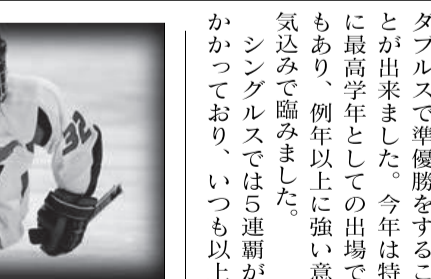 ダブルスで準優勝をするこ
とが出来ました。今年は特
に最高学年としての出場で
もあり、例年以上に強い意
気込みで臨みました。
シングルスでは5連覇が
かかっており、いつも以上
32